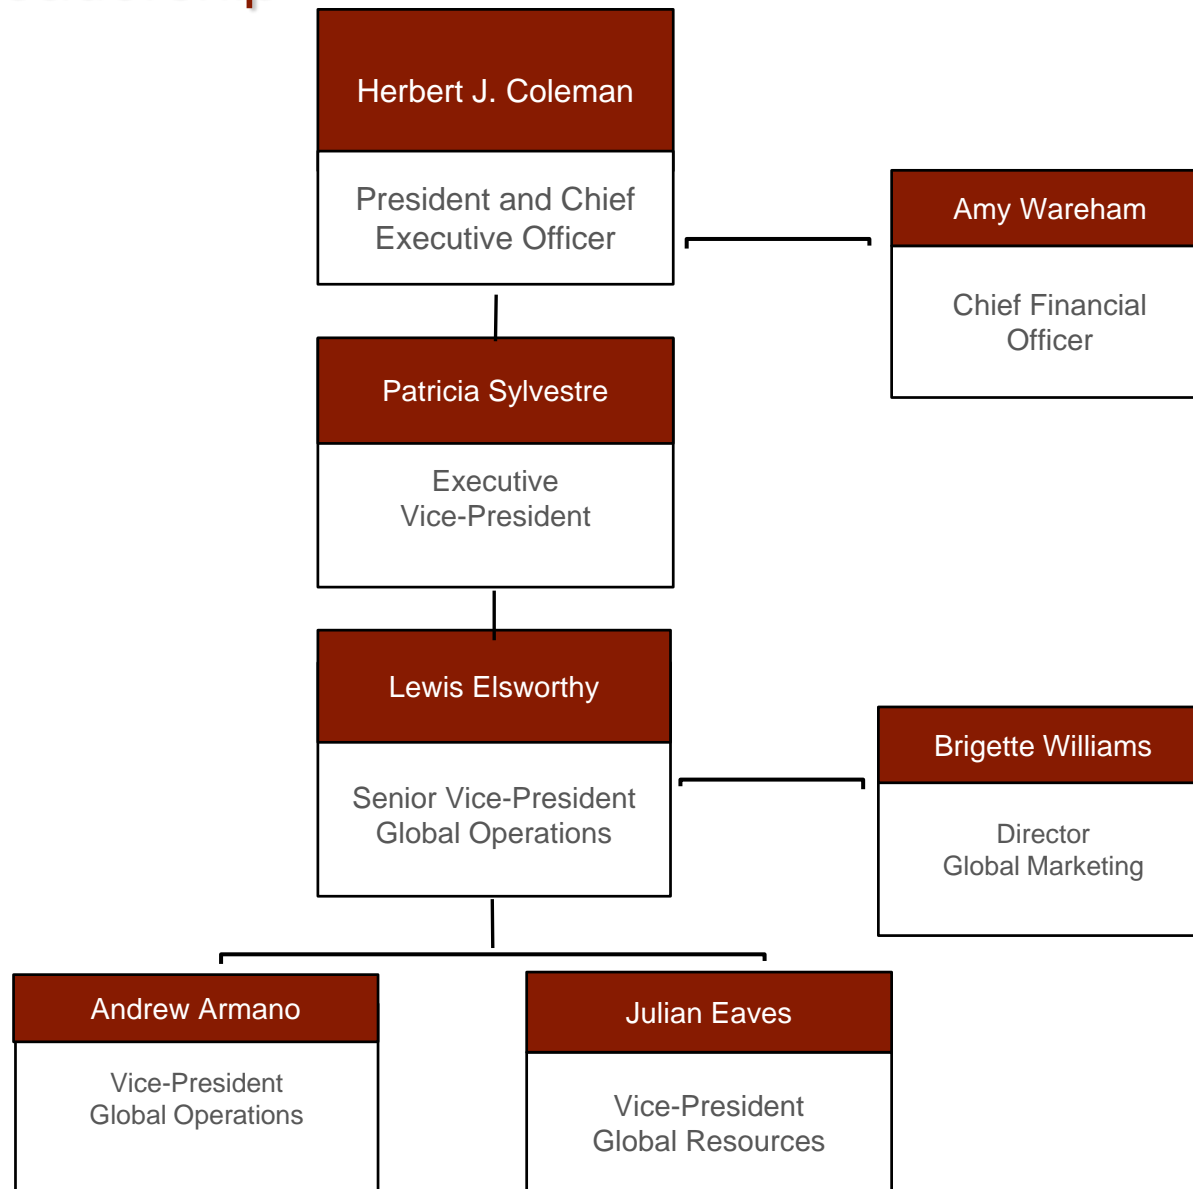 Herbert J. Coleman
President and Chief
Executive Officer
Amy Wareham
Chief Financial
Officer
Patricia Sylvestre
Executive
Vice-President
Lewis Elsworthy
Senior Vice-President
Global Operations
Brigette Williams
Director
Global Marketing
Andrew Armano
Vice-President
Global Operations
Julian Eaves
Vice-President
Global Resources